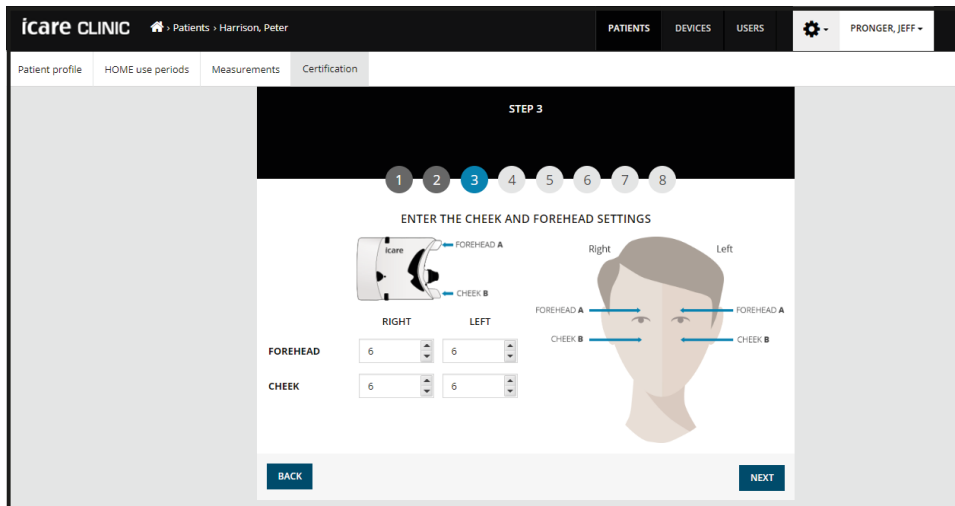 icare CLINIC › Patients › Harrison, Peter PATIENTS DEVICES USERS PRONGER, JEFF
Patient profile HOME use periods Measurements Certification
STEP 3
1 2 3 4 5 6 7 8
ENTER THE CHEEK AND FOREHEAD SETTINGS
icare FOREHEAD A
CHEEK B
Right Left
FOREHEAD A FOREHEAD A
CHEEK B CHEEK B
RIGHT LEFT
FOREHEAD 6 6
CHEEK 6 6
BACK NEXT